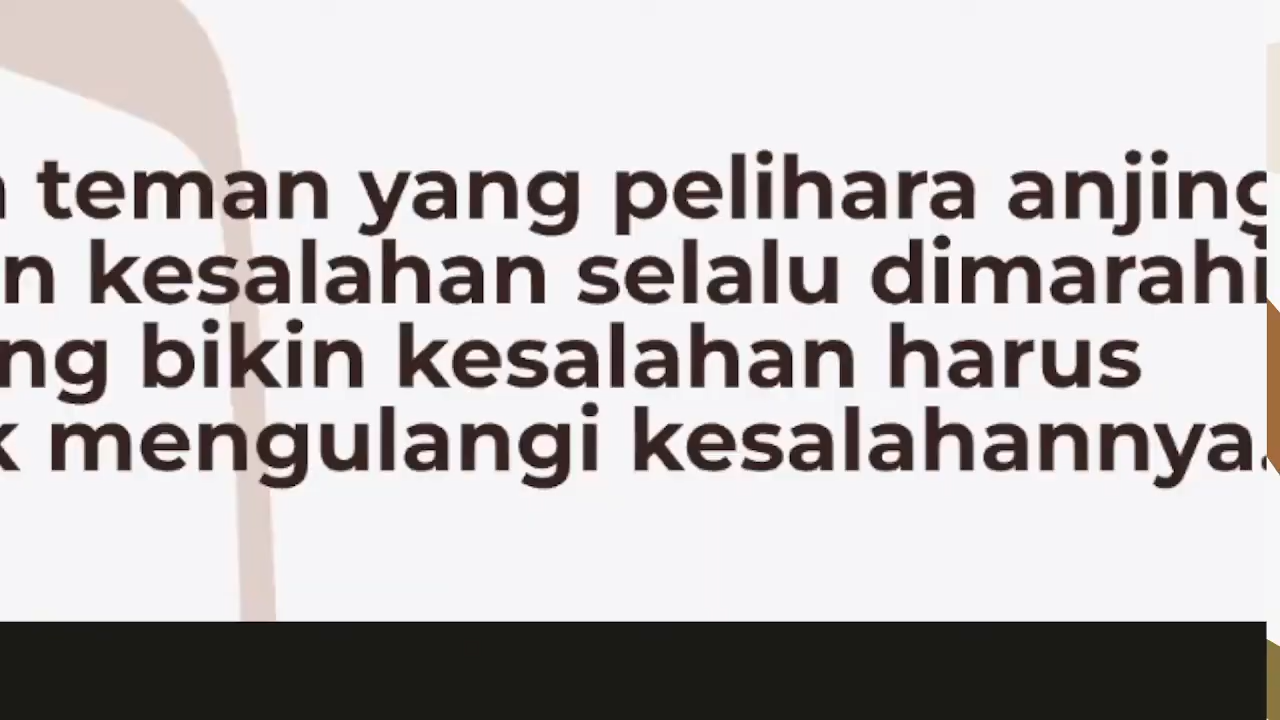 teman yang pelihara anjing
kesalahan selalu dimarahi
bikin kesalahan harus
mengulangi kesalahannya.